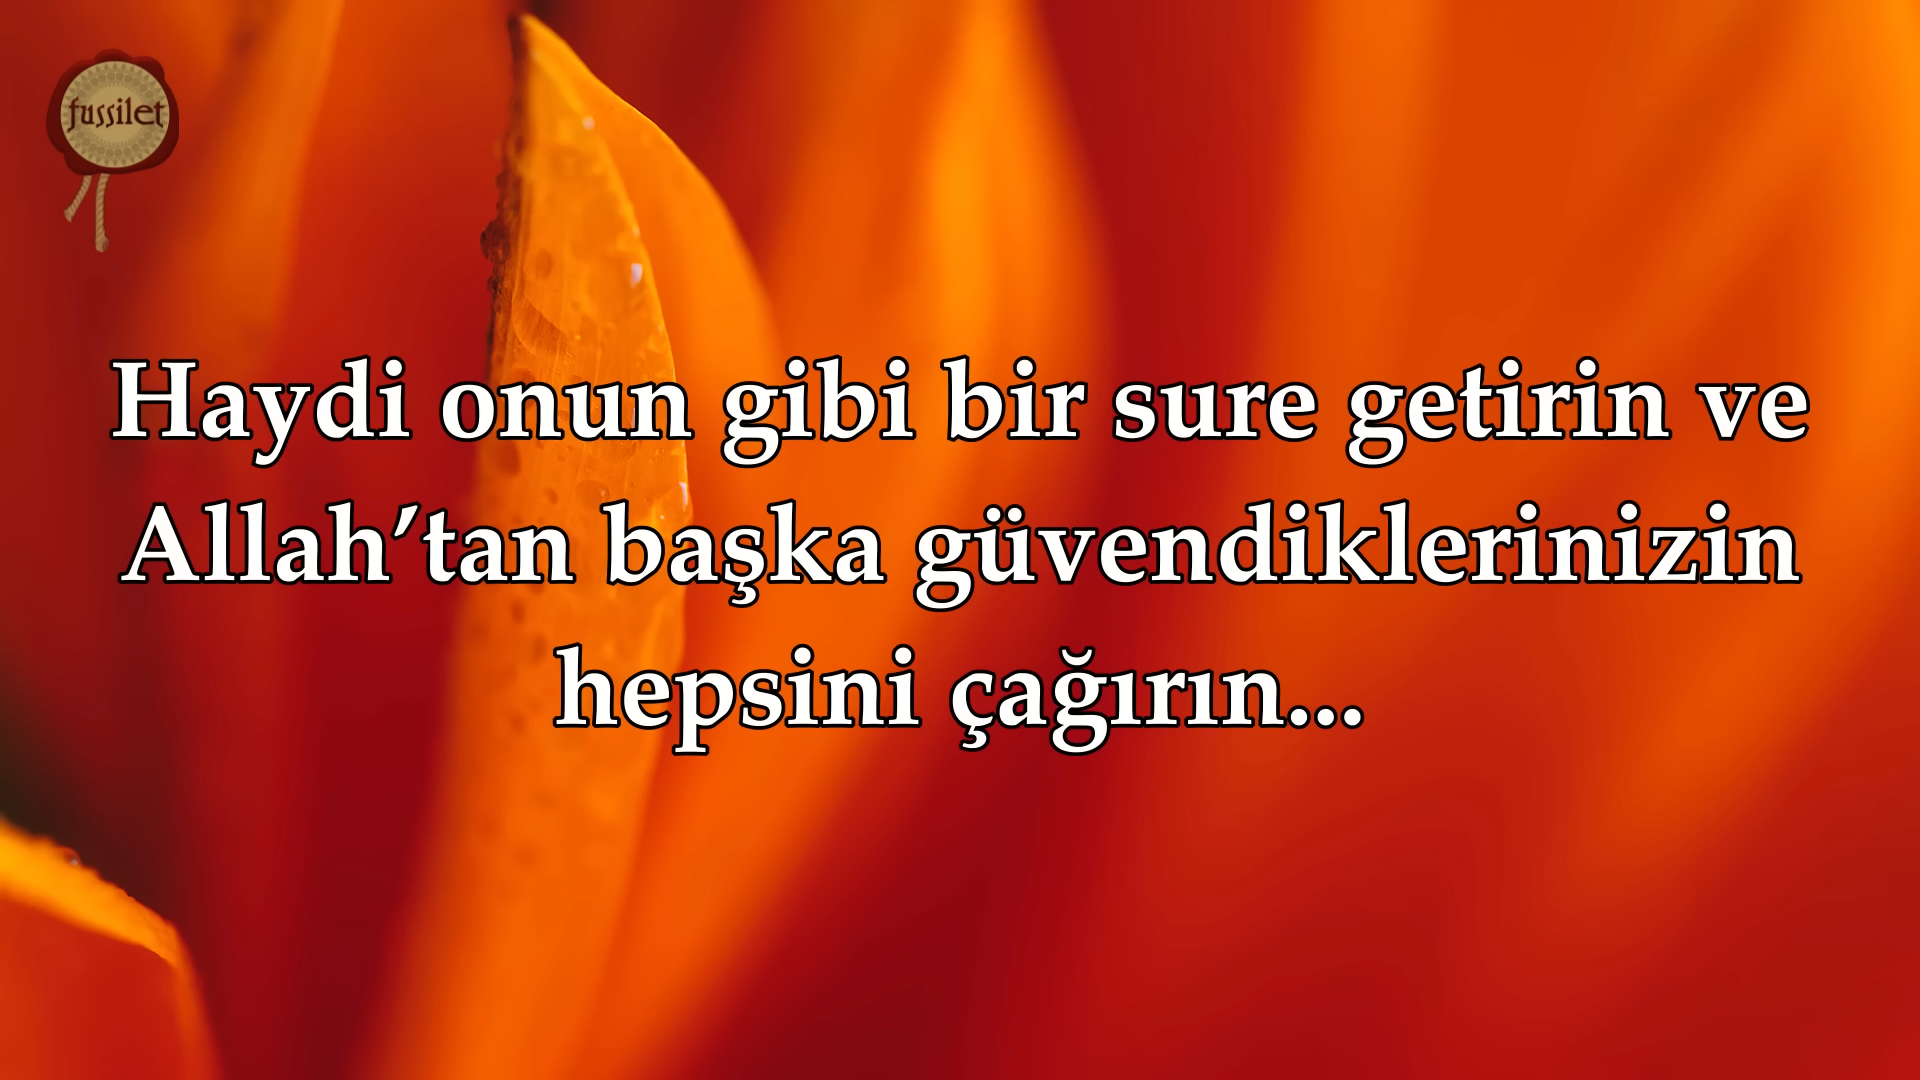 fussilet
Haydi onun gibi bir sure getirin ve
Allah’tan başka güvendiklerinizin
hepsini çağırın...